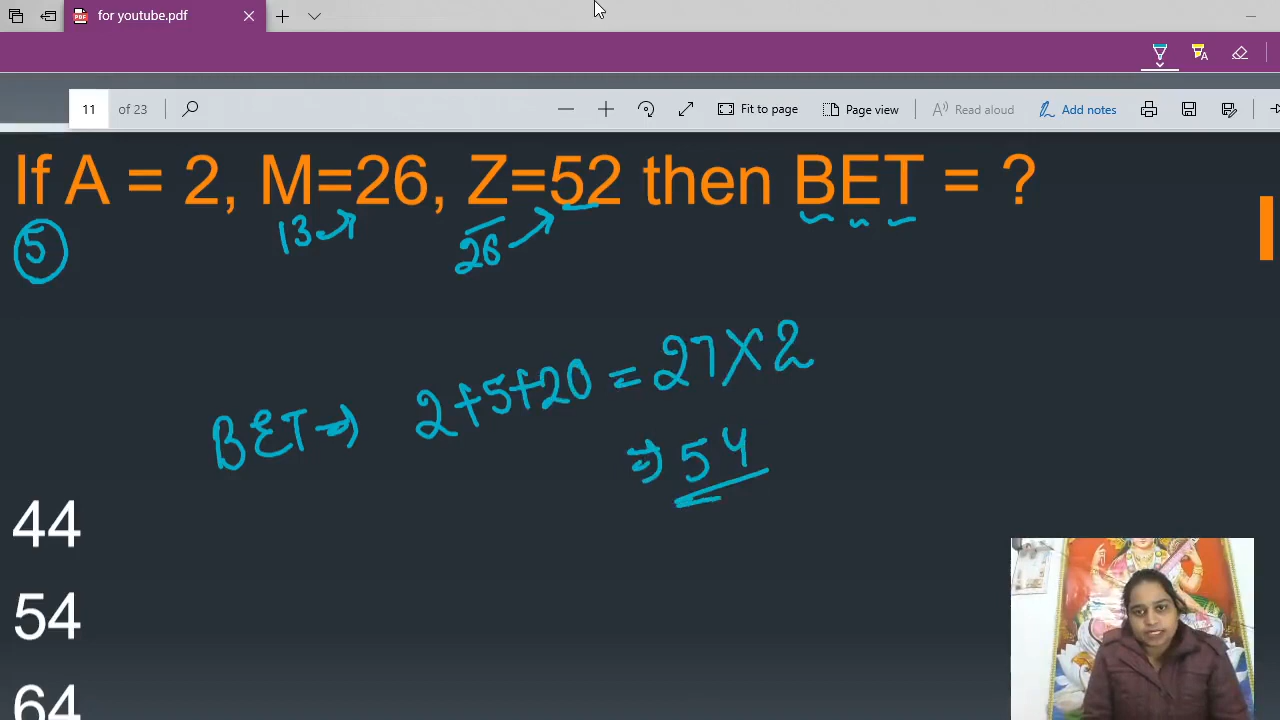 for youtube.pdf
11 of 23
Fit to page
Page view
Read aloud
Add notes
If A = 2, M=26, Z=52 then BET = ?
5
13
26
BET ⇒ 2+5+20 = 27×2
⇒ 54
44
54
64